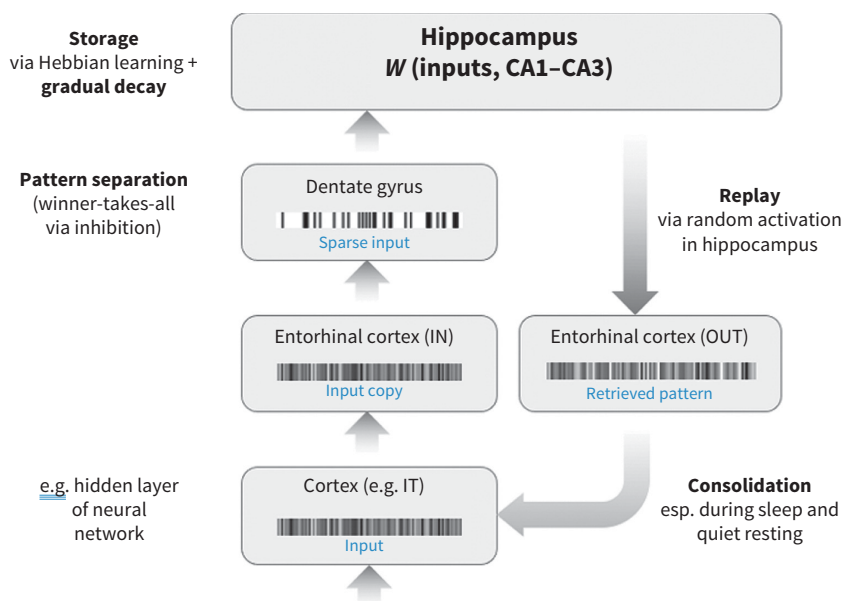 Storage
via Hebbian learning +
gradual decay
Hippocampus
W (inputs, CA1–CA3)
Pattern separation
(winner-takes-all
via inhibition)
Dentate gyrus
Sparse input
Replay
via random activation
in hippocampus
Entorhinal cortex (IN)
Input copy
Entorhinal cortex (OUT)
Retrieved pattern
e.g. hidden layer
of neural
network
Cortex (e.g. IT)
Input
Consolidation
esp. during sleep and
quiet resting